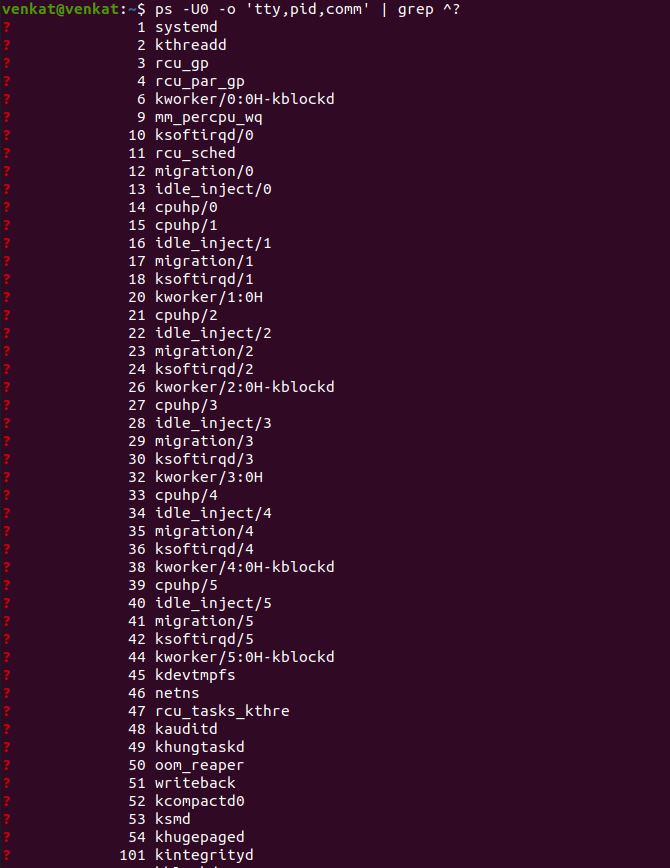 venkat@venkat:~$ ps -U0 -o 'tty,pid,comm' | grep ^?
? 1 systemd
? 2 kthreadd
? 3 rcu_gp
? 4 rcu_par_gp
? 6 kworker/0:0H-kblockd
? 9 mm_percpu_wq
? 10 ksoftirqd/0
? 11 rcu_sched
? 12 migration/0
? 13 idle_inject/0
? 14 cpuhp/0
? 15 cpuhp/1
? 16 idle_inject/1
? 17 migration/1
? 18 ksoftirqd/1
? 20 kworker/1:0H
? 21 cpuhp/2
? 22 idle_inject/2
? 23 migration/2
? 24 ksoftirqd/2
? 26 kworker/2:0H-kblockd
? 27 cpuhp/3
? 28 idle_inject/3
? 29 migration/3
? 30 ksoftirqd/3
? 32 kworker/3:0H
? 33 cpuhp/4
? 34 idle_inject/4
? 35 migration/4
? 36 ksoftirqd/4
? 38 kworker/4:0H-kblockd
? 39 cpuhp/5
? 40 idle_inject/5
? 41 migration/5
? 42 ksoftirqd/5
? 44 kworker/5:0H-kblockd
? 45 kdevtmpfs
? 46 netns
? 47 rcu_tasks_kthre
? 48 kauditd
? 49 khungtaskd
? 50 oom_reaper
? 51 writeback
? 52 kcompactd0
? 53 ksmd
? 54 khugepaged
? 101 kintegrityd